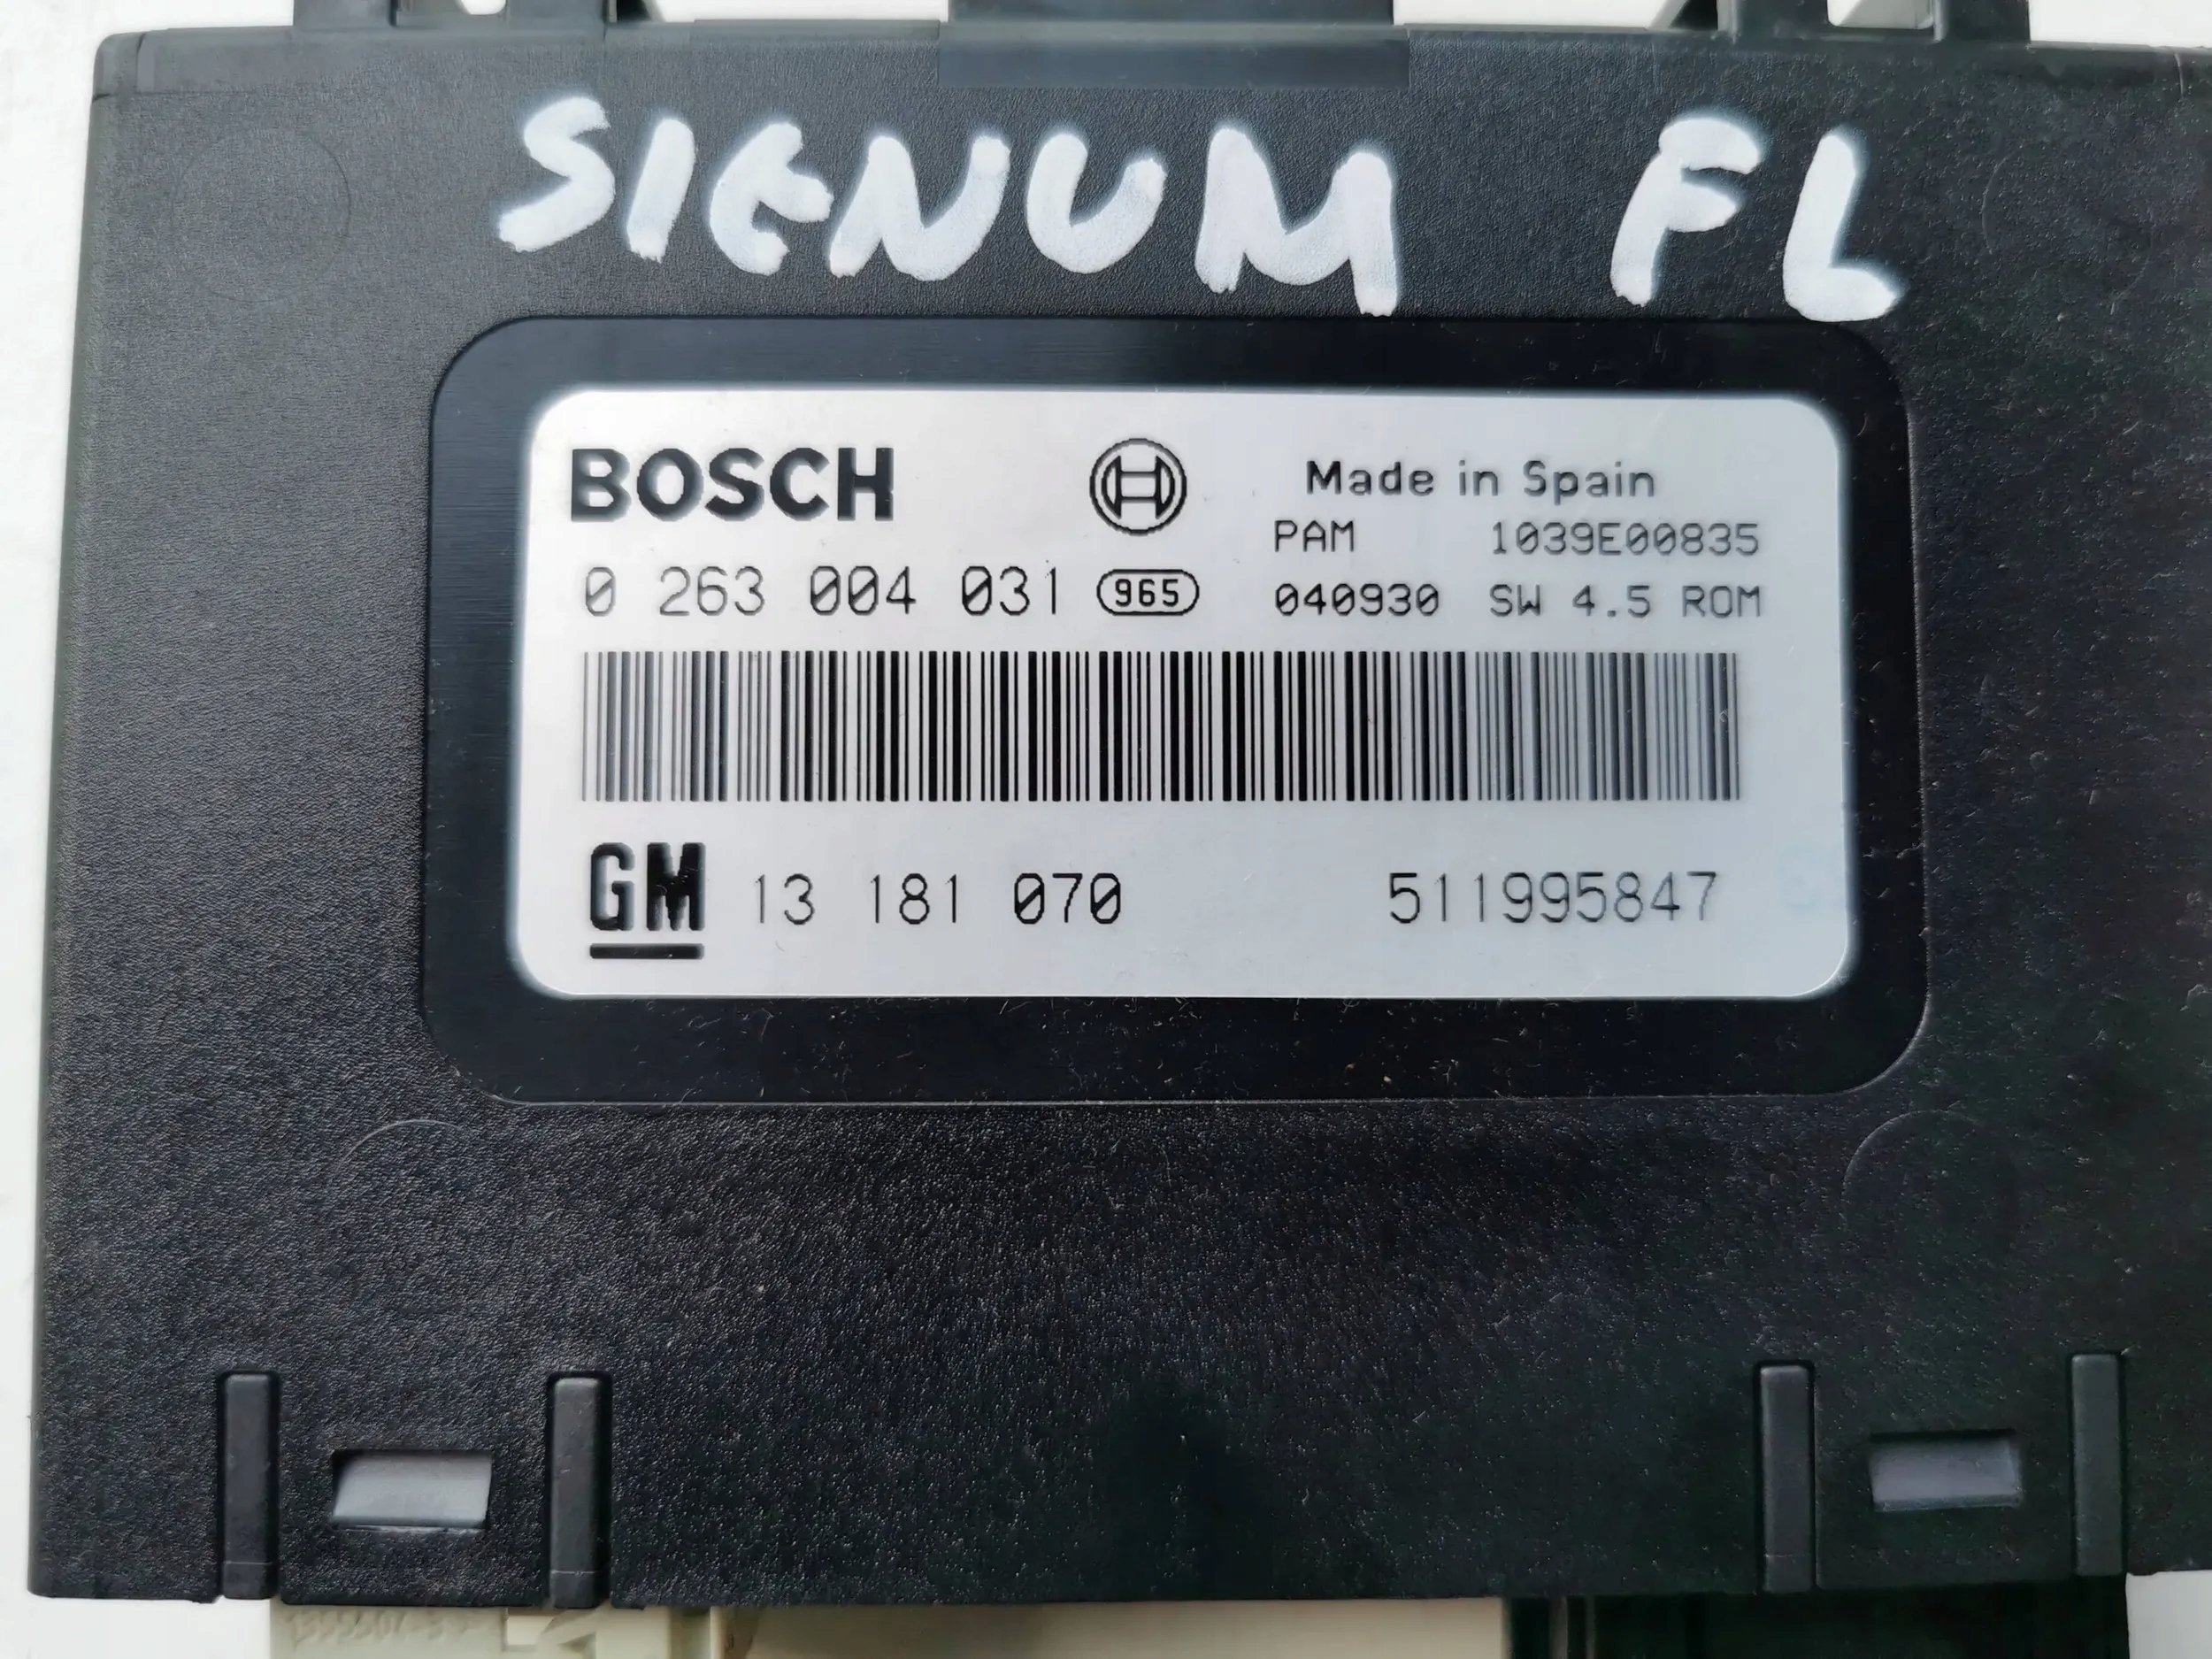 SIGNUM FL
BOSCH Made in Spain
PAM 1039E00835
0 263 004 031 965 040930 SW 4.5 ROM
GM 13 181 070 511995847